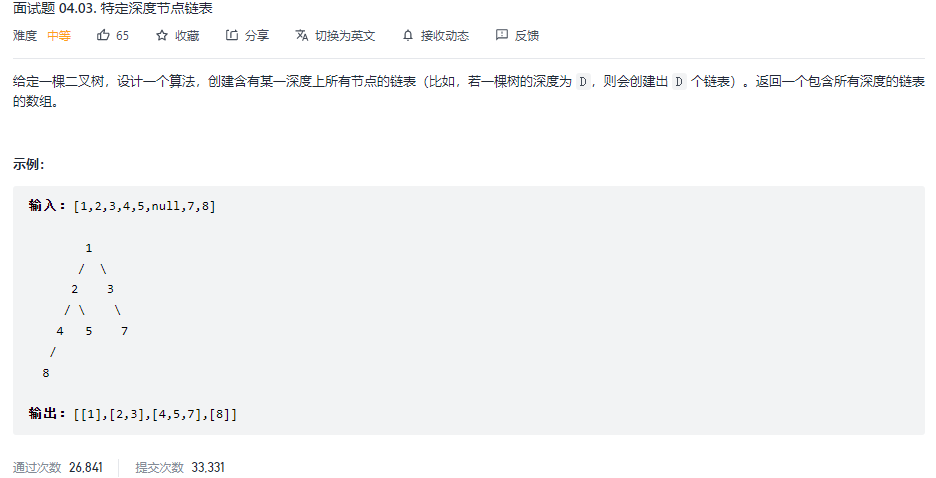 面试题 04.03. 特定深度节点链表
难度 中等 65 收藏 分享 切换为英文 接收动态 反馈
给定一棵二叉树，设计一个算法，创建含有某一深度上所有节点的链表（比如，若一棵树的深度为 D，则会创建出 D 个链表）。返回一个包含所有深度的链表
的数组。
示例：
输入：[1,2,3,4,5,null,7,8]
1
/ \
2 3
/ \ \
4 5 7
/
8
输出：[[1],[2,3],[4,5,7],[8]]
通过次数 26,841 提交次数 33,331